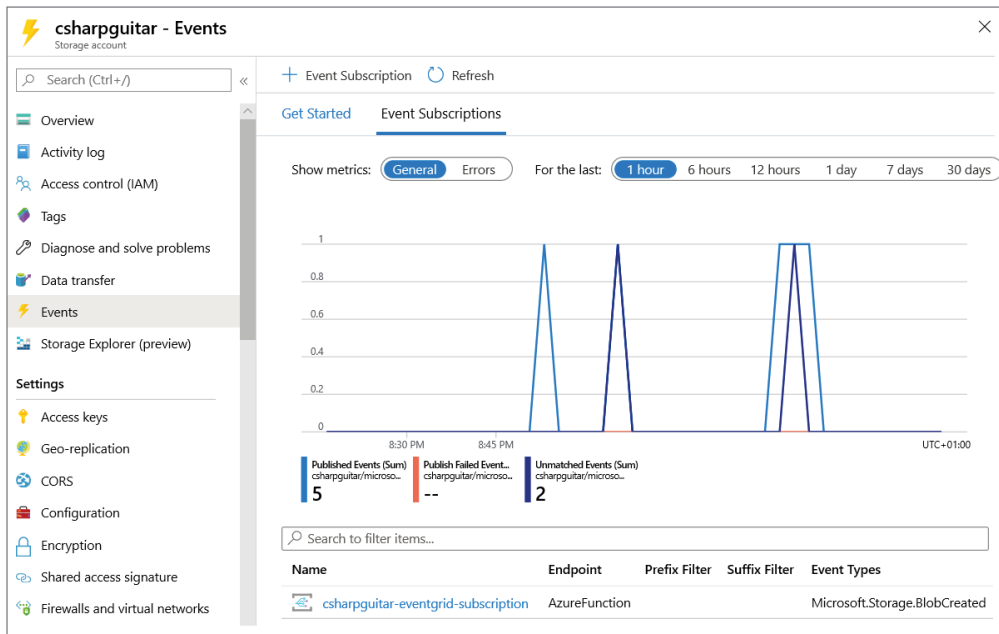 csharpguitar - Events
Storage account
Search (Ctrl+/)
Overview
Activity log
Access control (IAM)
Tags
Diagnose and solve problems
Data transfer
Events
Storage Explorer (preview)
Settings
Access keys
Geo-replication
CORS
Configuration
Encryption
Shared access signature
Firewalls and virtual networks
Event Subscription Refresh
Get Started Event Subscriptions
Show metrics: General Errors For the last: 1 hour 6 hours 12 hours 1 day 7 days 30 days
1
0.8
0.6
0.4
0.2
0
8:30 PM 8:45 PM UTC+01:00
Published Events (Sum) Publish Failed Event... Unmatched Events (Sum)
csharpguitar/microso... csharpguitar/microso... csharpguitar/microso...
5 -- 2
Search to filter items...
Name Endpoint Prefix Filter Suffix Filter Event Types
csharpguitar-eventgrid-subscription AzureFunction Microsoft.Storage.BlobCreated